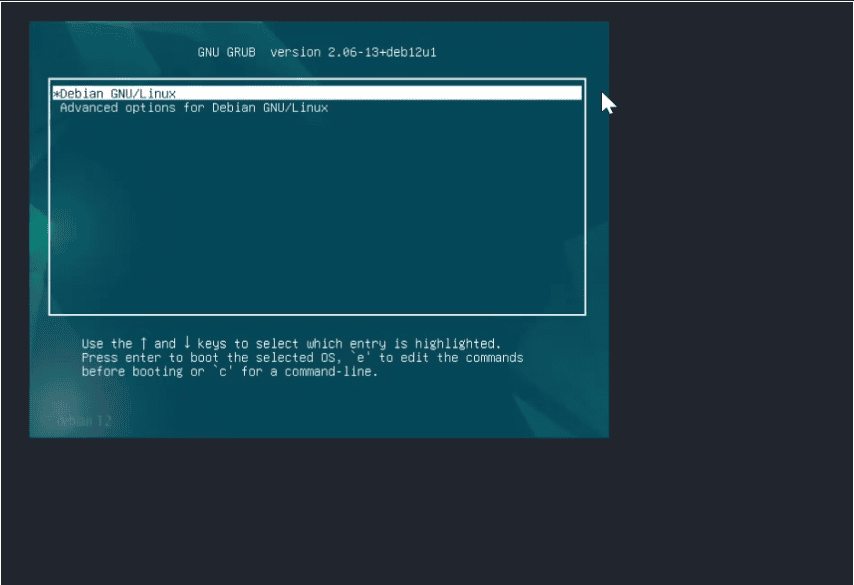 GNU GRUB  version 2.06-13+deb12u1
*Debian GNU/Linux
Advanced options for Debian GNU/Linux
Use the ↑ and ↓ keys to select which entry is highlighted.
Press enter to boot the selected OS, `e' to edit the commands
before booting or `c' for a command-line.
debian 12